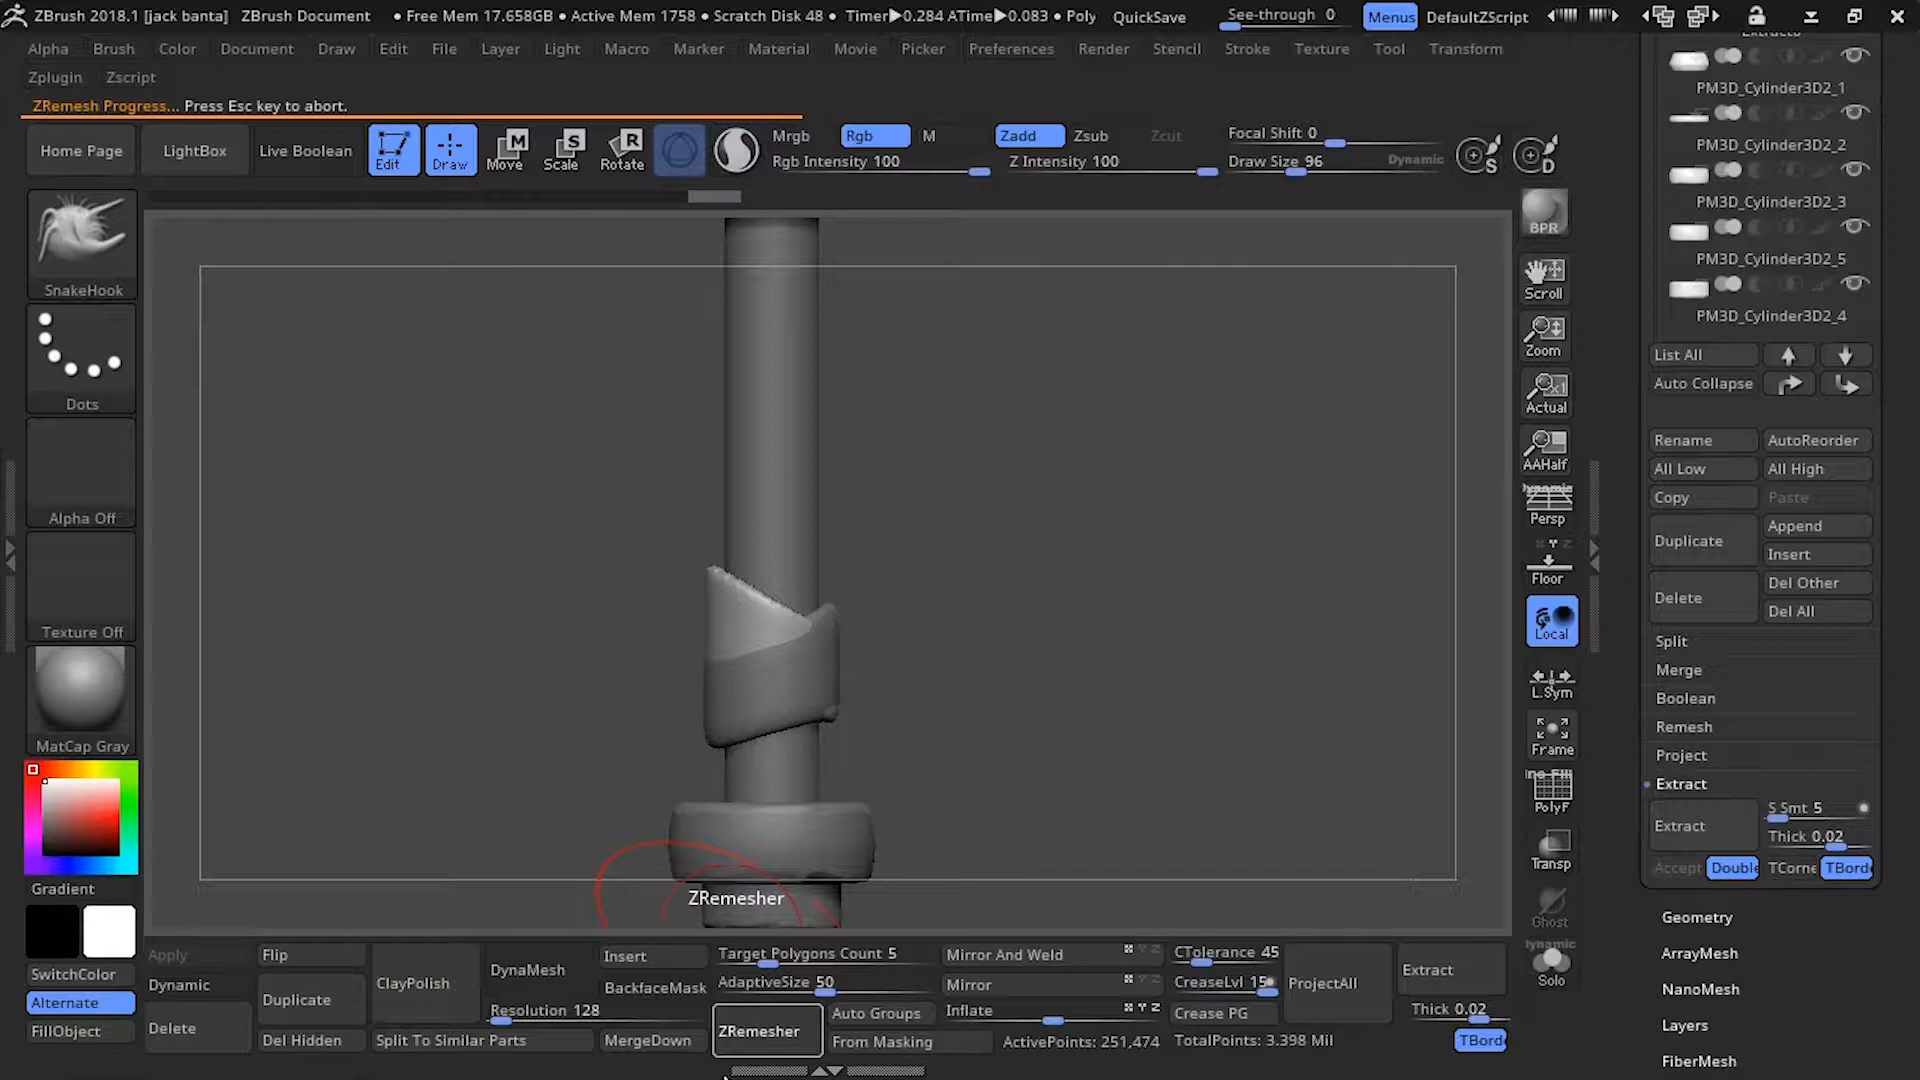 ZBrush 2018.1 [jack banta] ZBrush Document • Free Mem 17.658GB • Active Mem 1758 • Scratch Disk 48 • Timer▶0.284 ATime▶0.083 • Poly QuickSave See-through 0 Menus DefaultZScript
Alpha Brush Color Document Draw Edit File Layer Light Macro Marker Material Movie Picker Preferences Render Stencil Stroke Texture Tool Transform
Zplugin Zscript
ZRemesh Progress... Press Esc key to abort.
Home Page LightBox Live Boolean Edit Draw Move Scale Rotate
M S R
Mrgb Rgb M Zadd Zsub Zcut Focal Shift 0
Rgb Intensity 100 Z Intensity 100 Draw Size 96 Dynamic
S D
SnakeHook
Dots
Alpha Off
Texture Off
MatCap Gray
Gradient
SwitchColor
Alternate
FillObject
BPR
Scroll
Zoom
Actual
AAHalf
Dynamic
Persp
Floor
Local
L.Sym
Frame
PolyF
Transp
Ghost
Dynamic
Solo
PM3D_Cylinder3D2_1
PM3D_Cylinder3D2_2
PM3D_Cylinder3D2_3
PM3D_Cylinder3D2_5
PM3D_Cylinder3D2_4
List All
Auto Collapse
Rename AutoReorder
All Low All High
Copy Paste
Duplicate Append
Insert
Delete Del Other
Del All
Split
Merge
Boolean
Remesh
Project
Extract
Extract S Smt 5
Thick 0.02
Accept Double TCorne TBord
Geometry
ArrayMesh
NanoMesh
Layers
FiberMesh
ZRemesher
Apply Flip ClayPolish DynaMesh Insert Target Polygons Count 5 Mirror And Weld X Y Z CTolerance 45 ProjectAll Extract
Dynamic Duplicate BackfaceMask AdaptiveSize 50 Mirror X Y Z CreaseLvl 15
Resolution 128 Auto Groups Inflate X Y Z Crease PG Thick 0.02
Delete Del Hidden Split To Similar Parts MergeDown ZRemesher From Masking ActivePoints: 251,474 TotalPoints: 3.398 Mil TBord